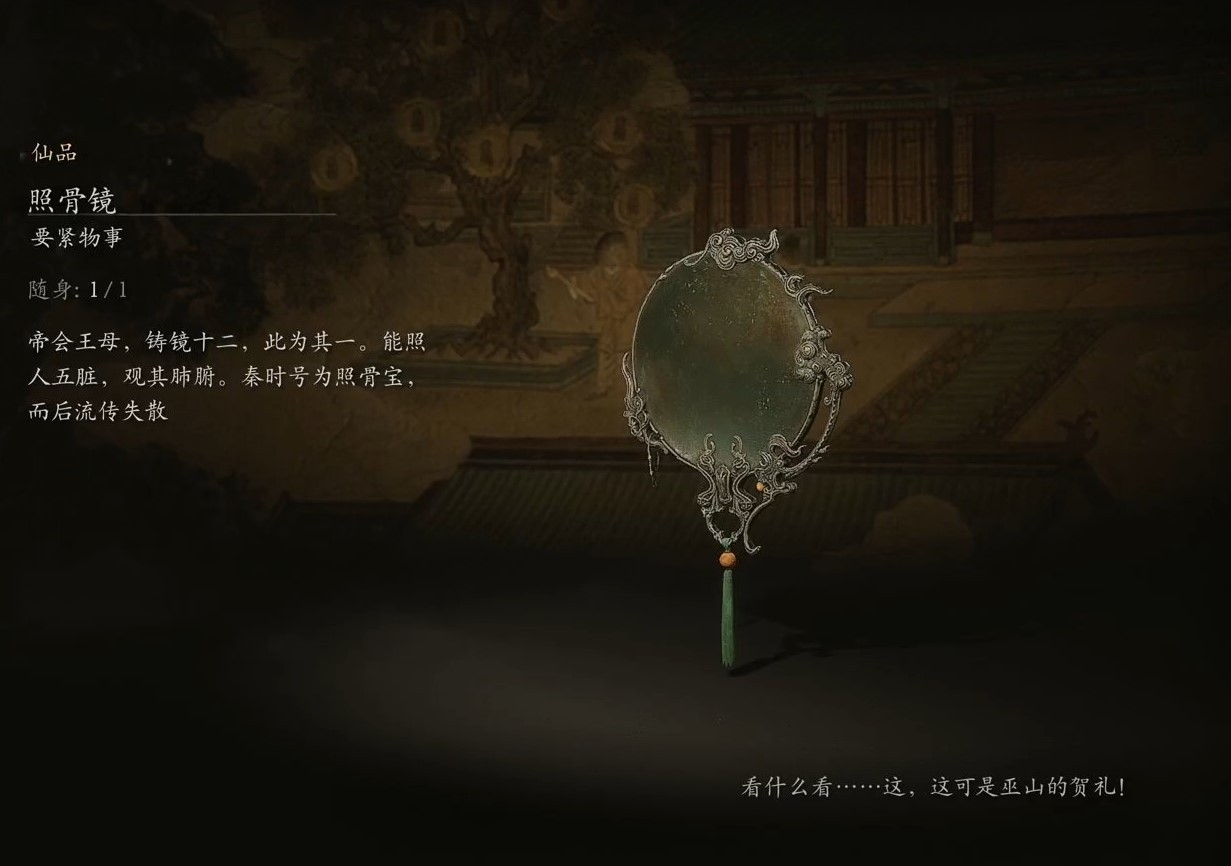 仙品
照骨镜
要紧物事
随身: 1/1
帝会王母，铸镜十二，此为其一。能照
人五脏，观其肺腑。秦时号为照骨宝，
而后流传失散
看什么看……这，这可是巫山的贺礼！